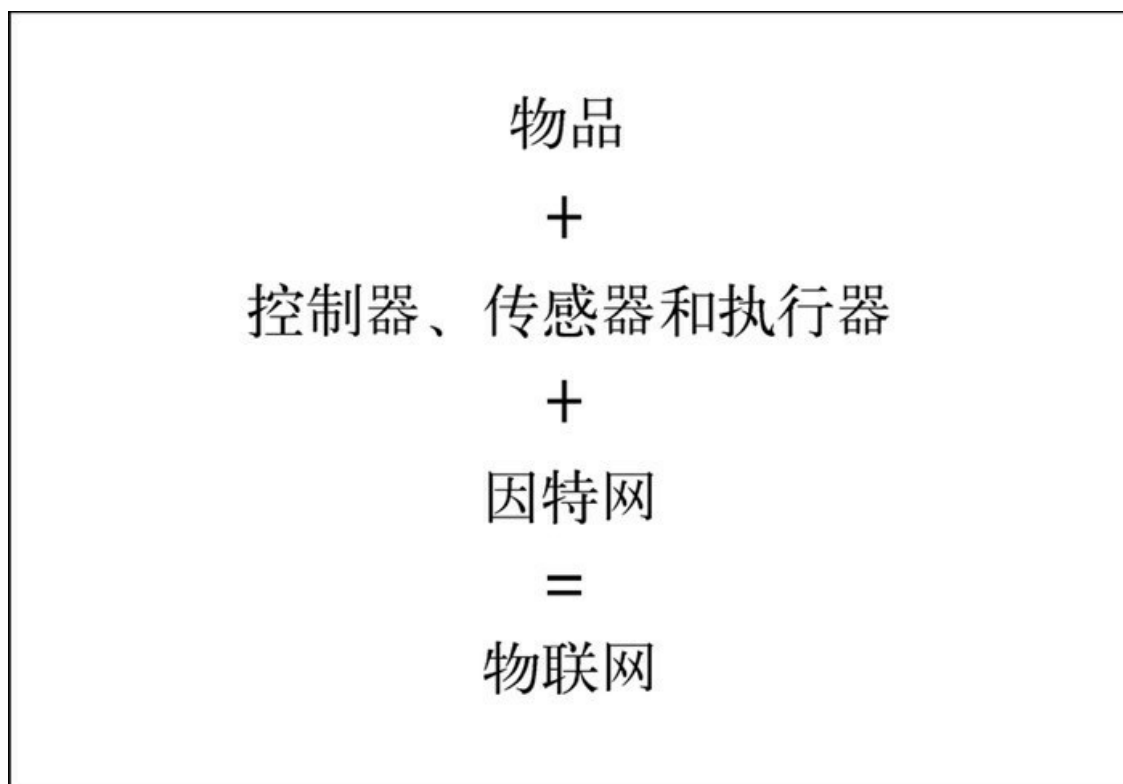 物品
+
控制器、传感器和执行器
+
因特网
=
物联网